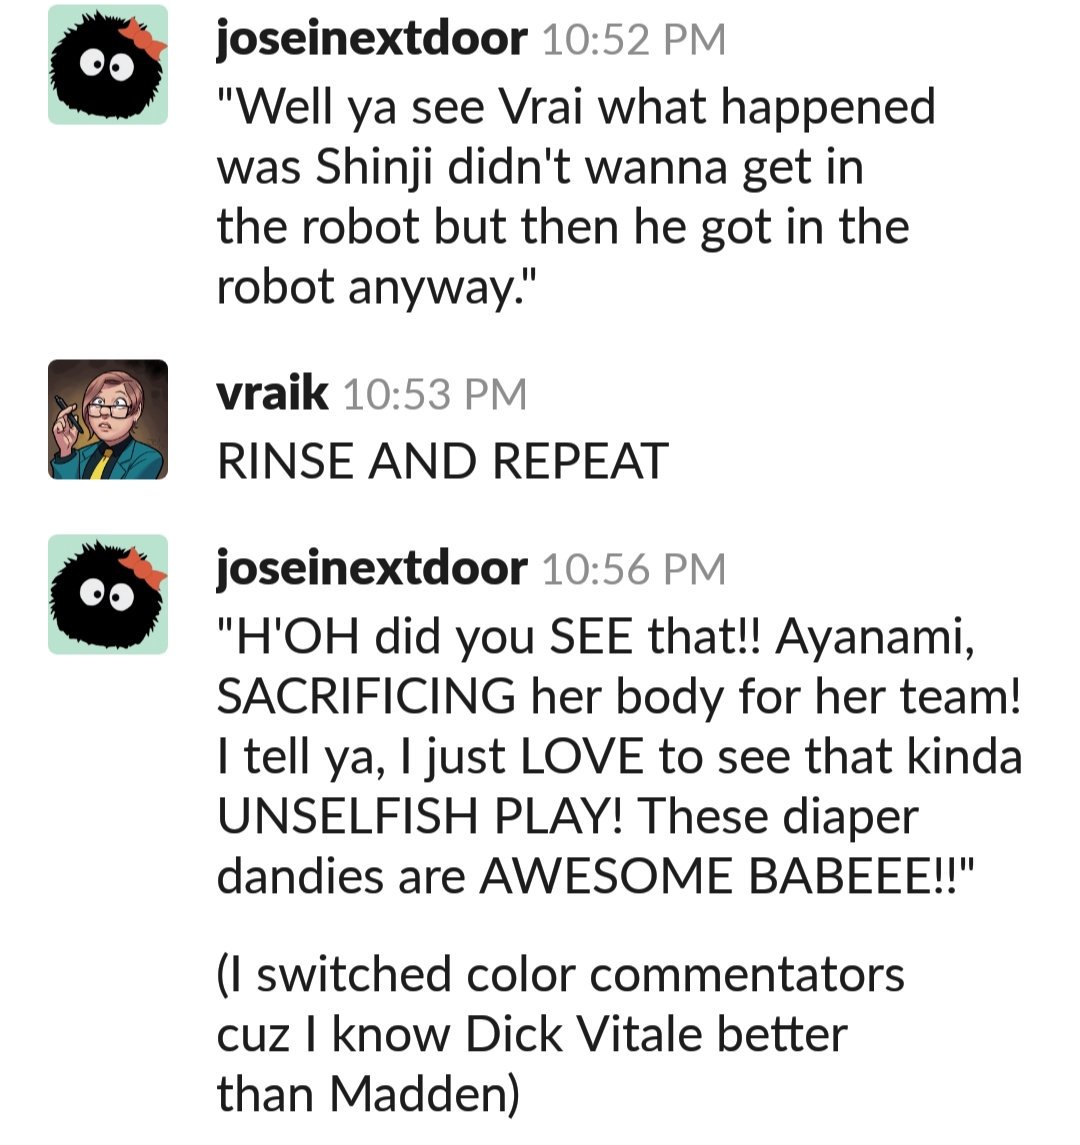 joseinextdoor 10:52 PM
"Well ya see Vrai what happened
was Shinji didn't wanna get in
the robot but then he got in the
robot anyway."
vraik 10:53 PM
RINSE AND REPEAT
joseinextdoor 10:56 PM
"H'OH did you SEE that!! Ayanami,
SACRIFICING her body for her team!
I tell ya, I just LOVE to see that kinda
UNSELFISH PLAY! These diaper
dandies are AWESOME BABEEE!!"
(I switched color commentators
cuz I know Dick Vitale better
than Madden)